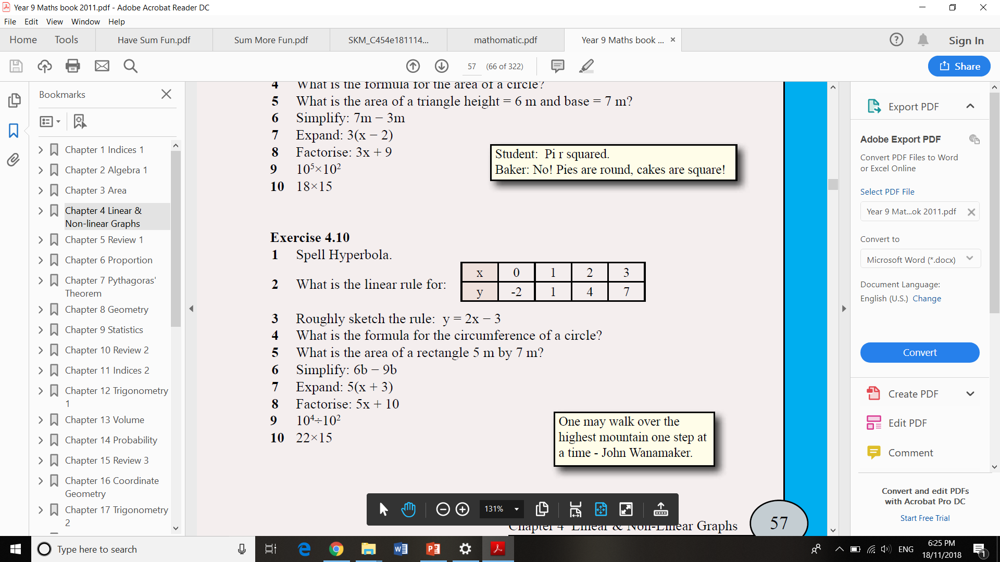 Year 9 Maths book 2011.pdf - Adobe Acrobat Reader DC
File Edit View Window Help
Home Tools Have Sum Fun.pdf Sum More Fun.pdf SKM_C454e181114... mathomatic.pdf Year 9 Maths book ... × Sign In
57 (66 of 322) Share
Bookmarks
Chapter 1 Indices 1
Chapter 2 Algebra 1
Chapter 3 Area
Chapter 4 Linear &
Non-linear Graphs
Chapter 5 Review 1
Chapter 6 Proportion
Chapter 7 Pythagoras'
Theorem
Chapter 8 Geometry
Chapter 9 Statistics
Chapter 10 Review 2
Chapter 11 Indices 2
Chapter 12 Trigonometry
1
Chapter 13 Volume
Chapter 14 Probability
Chapter 15 Review 3
Chapter 16 Coordinate
Geometry
Chapter 17 Trigonometry
2
4 What is the formula for the area of a circle?
5 What is the area of a triangle height = 6 m and base = 7 m?
6 Simplify: 7m − 3m
7 Expand: 3(x − 2)
8 Factorise: 3x + 9
9 10⁵×10²
10 18×15
Student: Pi r squared.
Baker: No! Pies are round, cakes are square!
Exercise 4.10
1 Spell Hyperbola.
2 What is the linear rule for:
x 0 1 2 3
y -2 1 4 7
3 Roughly sketch the rule: y = 2x − 3
4 What is the formula for the circumference of a circle?
5 What is the area of a rectangle 5 m by 7 m?
6 Simplify: 6b − 9b
7 Expand: 5(x + 3)
8 Factorise: 5x + 10
9 10⁴÷10²
10 22×15
One may walk over the
highest mountain one step at
a time - John Wanamaker.
131%
Chapter 4 Linear & Non-Linear Graphs 57
Export PDF
Adobe Export PDF
Convert PDF Files to Word
or Excel Online
Select PDF File
Year 9 Mat...ok 2011.pdf
Convert to
Microsoft Word (*.docx)
Document Language:
English (U.S.) Change
Convert
Create PDF
Edit PDF
Comment
Convert and edit PDFs
with Acrobat Pro DC
Start Free Trial
Type here to search
ENG
6:25 PM
18/11/2018
1